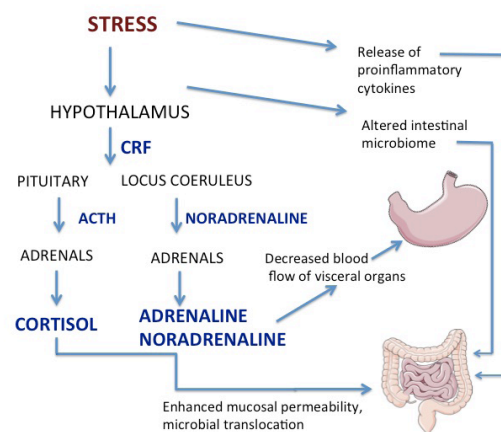 STRESS
Release of
proinflammatory
cytokines
HYPOTHALAMUS
Altered intestinal
microbiome
CRF
PITUITARY
LOCUS COERULEUS
ACTH
NORADRENALINE
ADRENALS
ADRENALS
Decreased blood
flow of visceral organs
CORTISOL
ADRENALINE
NORADRENALINE
Enhanced mucosal permeability,
microbial translocation